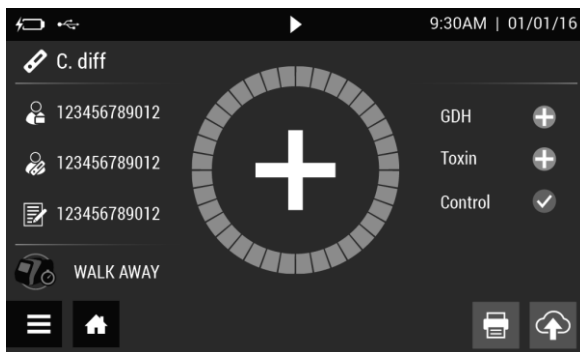 9:30AM | 01/01/16
C. diff
123456789012
123456789012
123456789012
WALK AWAY
GDH
Toxin
Control